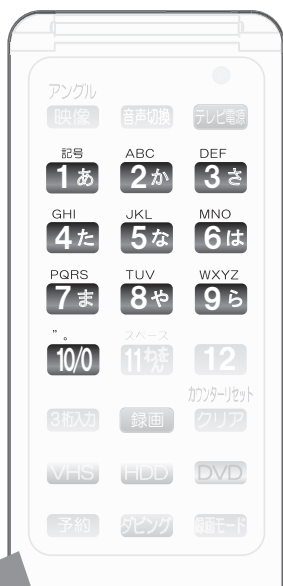 アングル
映像 音声切換 テレビ電源
記号 ABC DEF
1あ 2か 3さ
GHI JKL MNO
4た 5な 6は
PQRS TUV WXYZ
7ま 8や 9ら
゛゜ スペース
10/0 11わをん 12
カウンターリセット
3桁入力 録画 クリア
VHS HDD DVD
予約 ダビング 録画モード